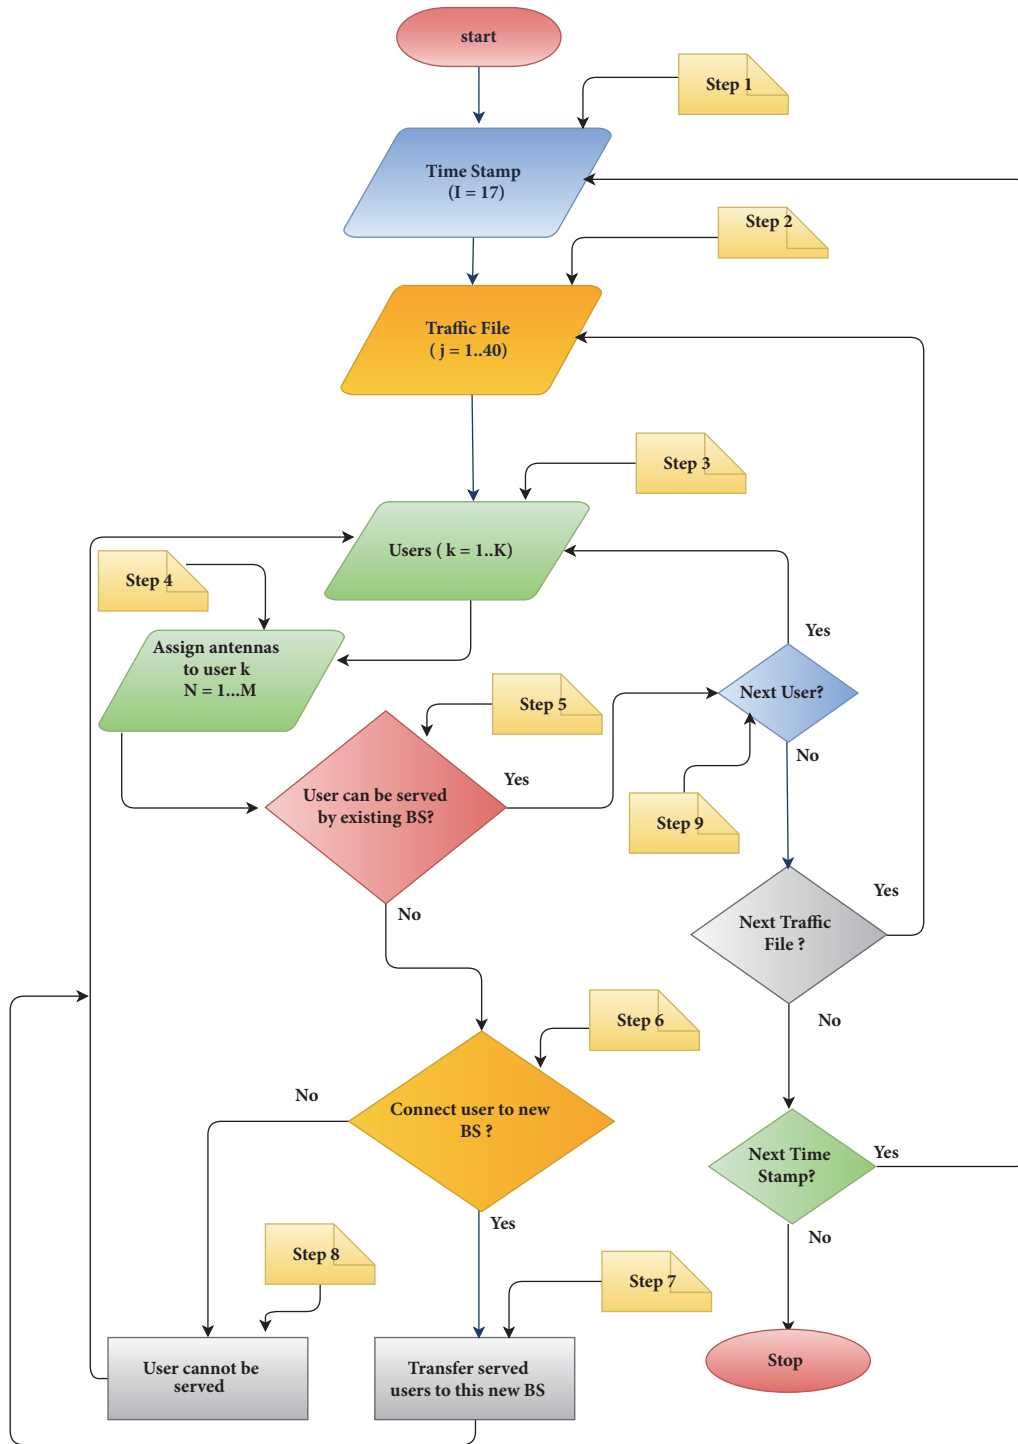 start
Step 1
Time Stamp
(I = 17)
Step 2
Traffic File
( j = 1..40)
Step 3
Users ( k = 1..K)
Step 4
Assign antennas
to user k
N = 1...M
Yes
Next User?
Step 5
No
Yes
User can be served
by existing BS?
Step 9
No
Yes
Next Traffic
File ?
Step 6
No
No
Connect user to new
BS ?
Next Time
Stamp?
Yes
Yes
No
Step 8
Step 7
User cannot be
served
Transfer served
users to this new BS
Stop